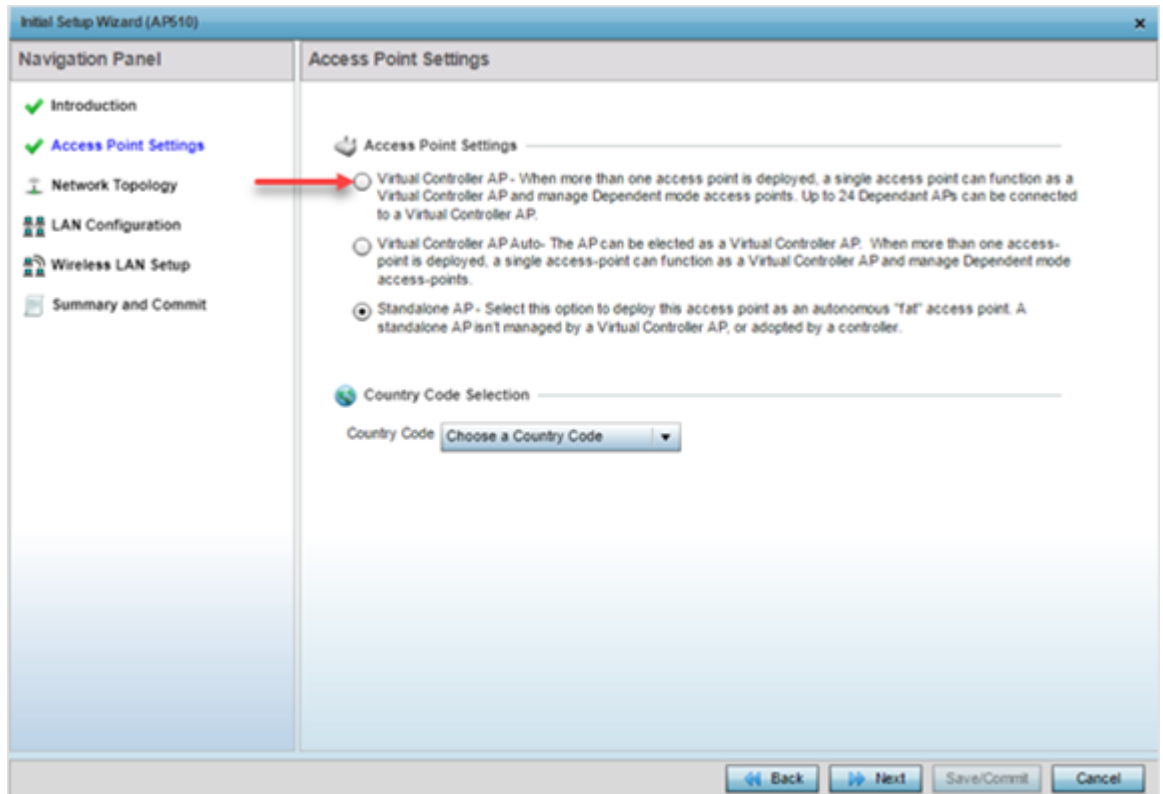 Initial Setup Wizard (AP510)
Navigation Panel
Introduction
Access Point Settings
Network Topology
LAN Configuration
Wireless LAN Setup
Summary and Commit
Access Point Settings
Access Point Settings
Virtual Controller AP - When more than one access point is deployed, a single access point can function as a
Virtual Controller AP and manage Dependent mode access points. Up to 24 Dependant APs can be connected
to a Virtual Controller AP.
Virtual Controller AP Auto- The AP can be elected as a Virtual Controller AP. When more than one access-
point is deployed, a single access-point can function as a Virtual Controller AP and manage Dependent mode
access-points.
Standalone AP - Select this option to deploy this access point as an autonomous "fat" access point. A
standalone AP isn't managed by a Virtual Controller AP, or adopted by a controller.
Country Code Selection
Country Code Choose a Country Code
Back Next Save/Commit Cancel